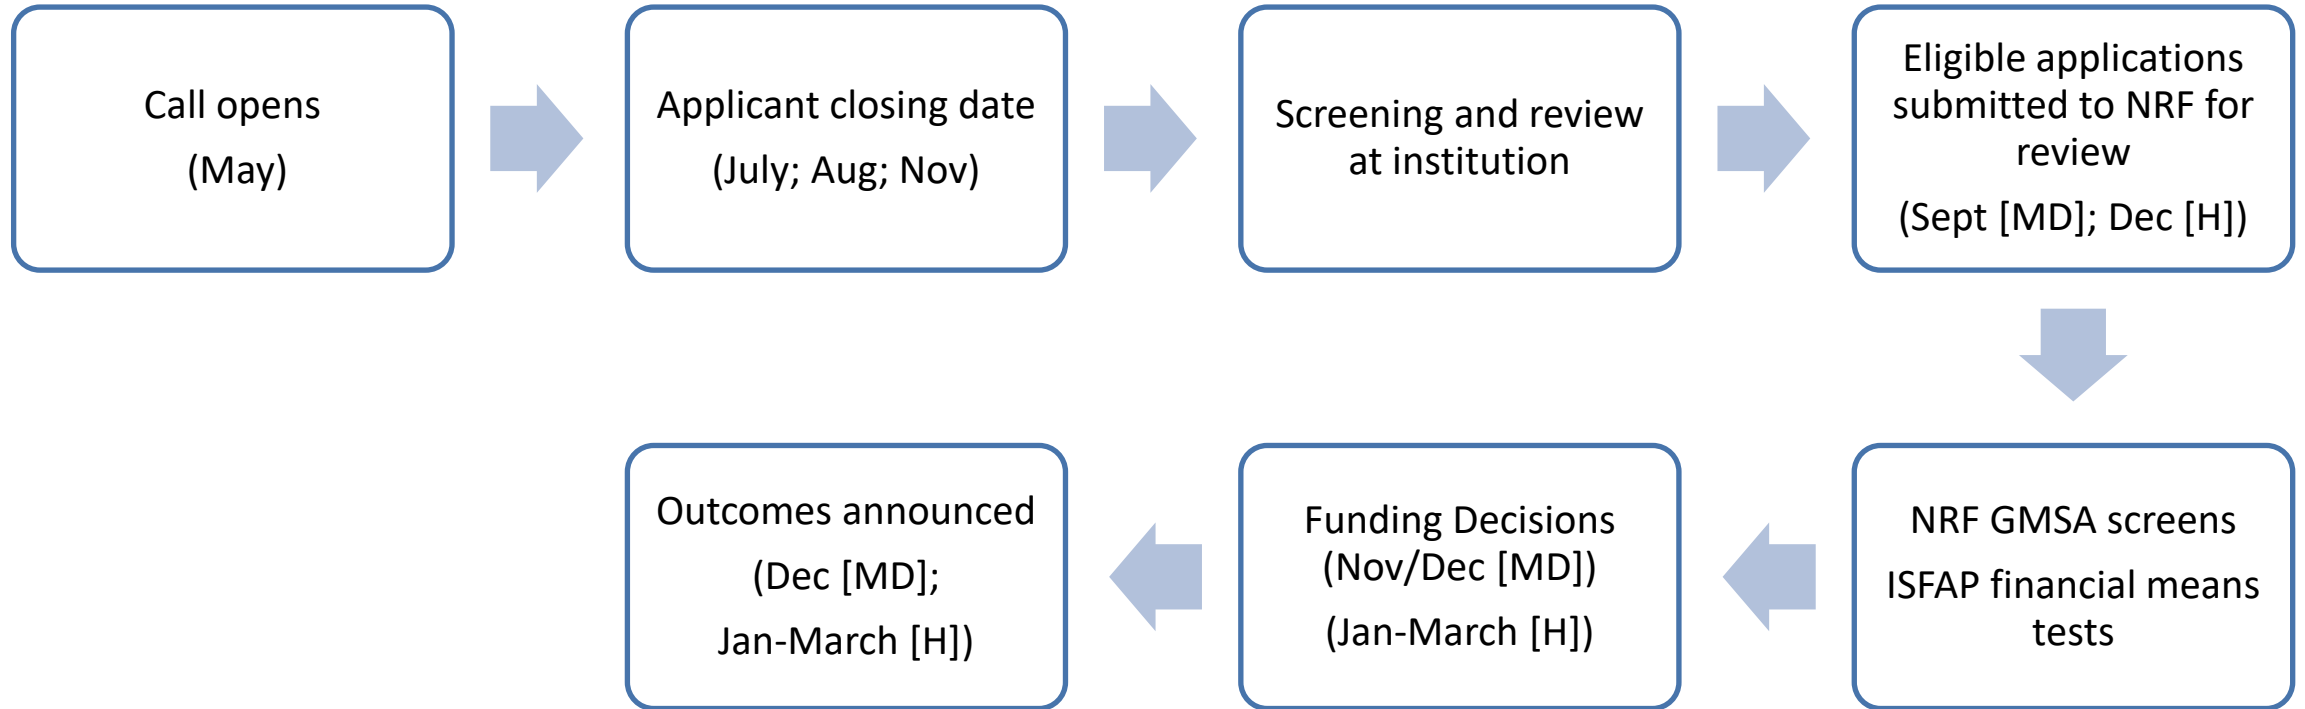 Call opens
(May)
Applicant closing date
(July; Aug; Nov)
Screening and review
at institution
Eligible applications
submitted to NRF for
review
(Sept [MD]; Dec [H])
NRF GMSA screens
ISFAP financial means
tests
Funding Decisions
(Nov/Dec [MD])
(Jan-March [H])
Outcomes announced
(Dec [MD];
Jan-March [H])